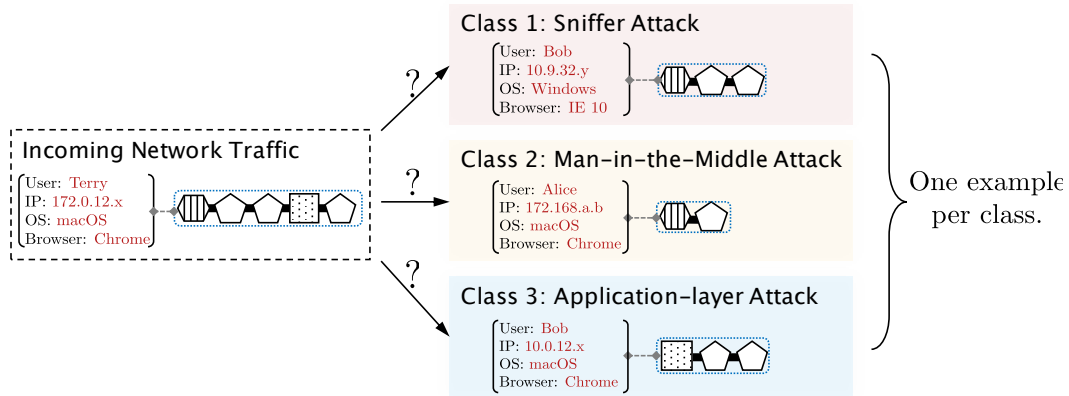 Incoming Network Traffic
User: Terry
IP: 172.0.12.x
OS: macOS
Browser: Chrome
?
?
?
Class 1: Sniffer Attack
User: Bob
IP: 10.9.32.y
OS: Windows
Browser: IE 10
Class 2: Man-in-the-Middle Attack
User: Alice
IP: 172.168.a.b
OS: macOS
Browser: Chrome
Class 3: Application-layer Attack
User: Bob
IP: 10.0.12.x
OS: macOS
Browser: Chrome
One example
per class.